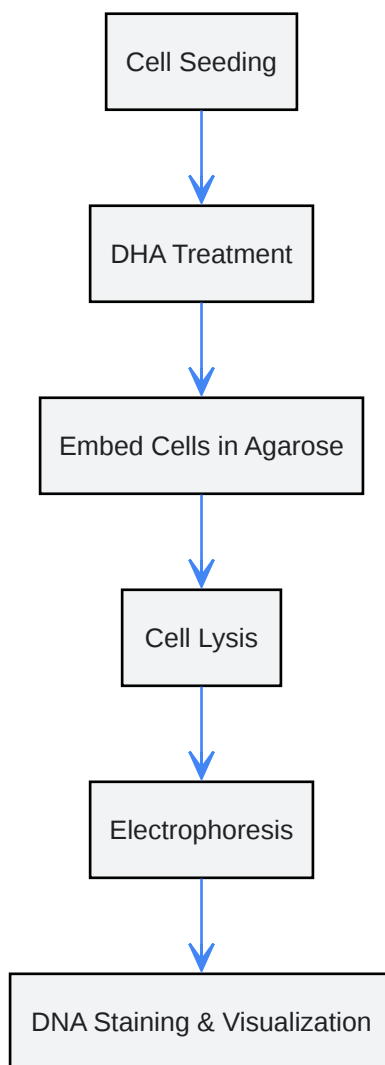 Cell Seeding
DHA Treatment
Embed Cells in Agarose
Cell Lysis
Electrophoresis
DNA Staining & Visualization